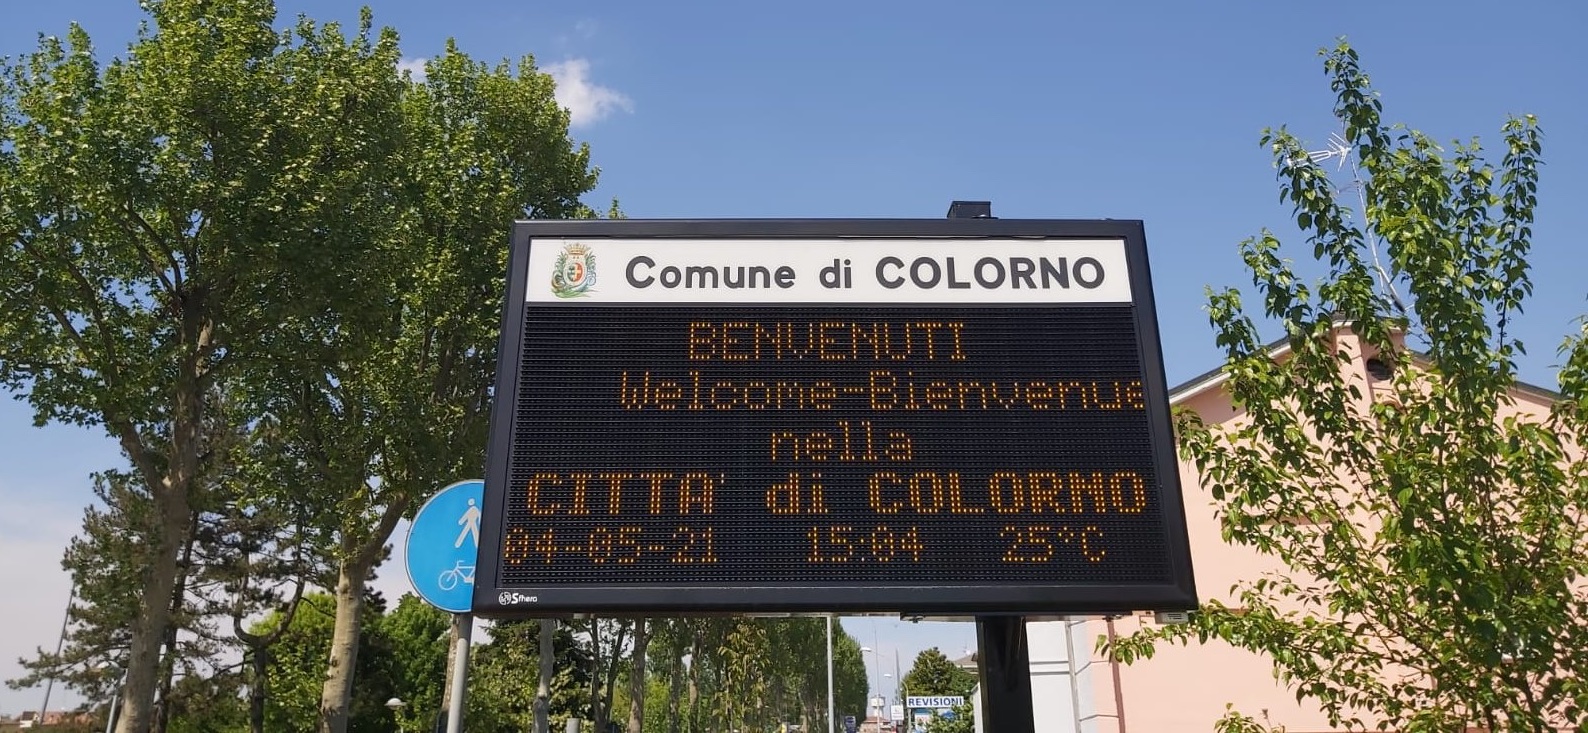 Comune di COLORNO
BENVENUTI
Welcome-Bienvenue
nella
CITTA' di COLORNO
04-05-21 15:04 25°C
Sfhera
REVISIONI